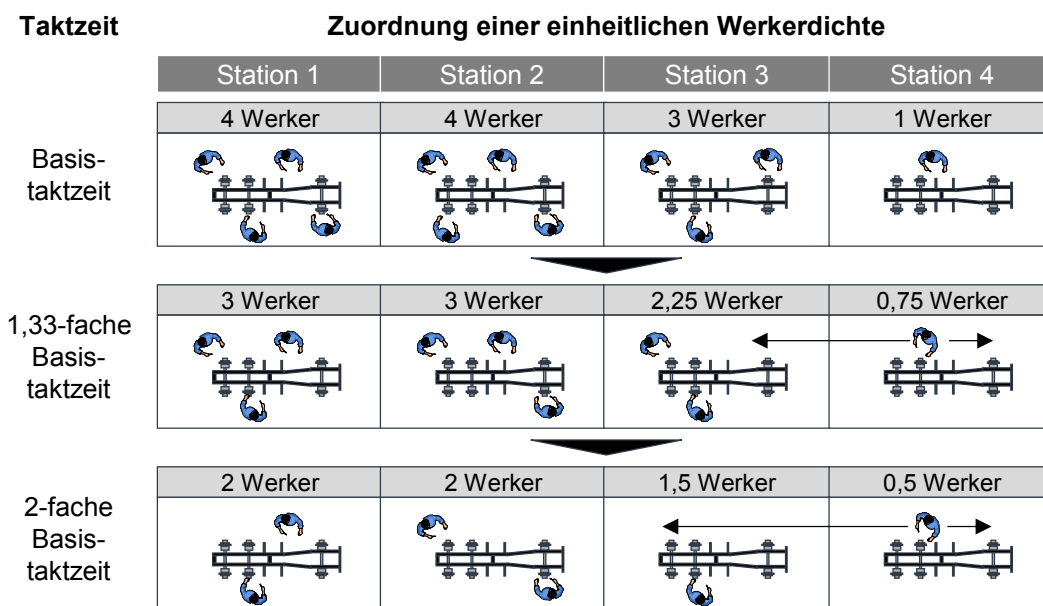 Taktzeit
Zuordnung einer einheitlichen Werkerdichte
Station 1
Station 2
Station 3
Station 4
Basis-
taktzeit
4 Werker
4 Werker
3 Werker
1 Werker
1,33-fache
Basis-
taktzeit
3 Werker
3 Werker
2,25 Werker
0,75 Werker
2-fache
Basis-
taktzeit
2 Werker
2 Werker
1,5 Werker
0,5 Werker